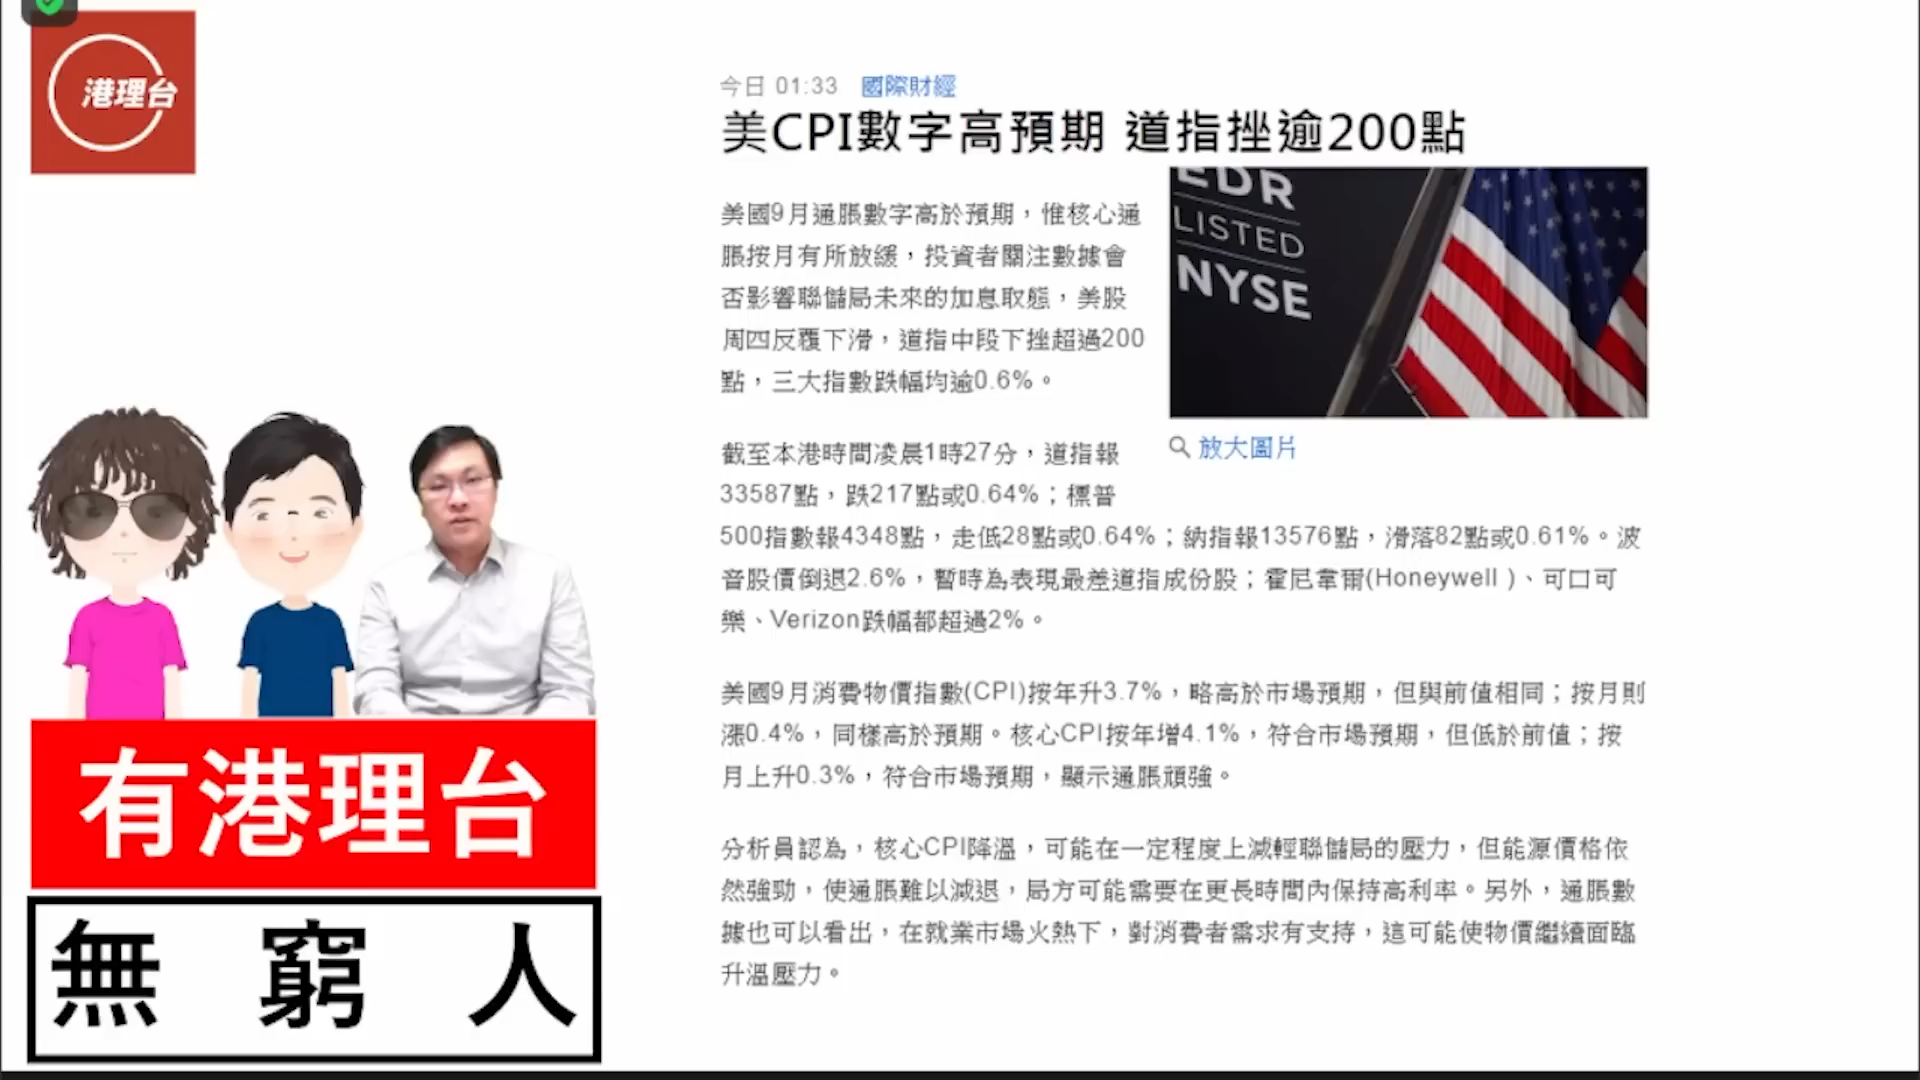 港理台
今日 01:33 國際財經
美CPI數字高預期 道指挫逾200點
EDR
LISTED
NYSE
美國9月通脹數字高於預期，惟核心通
脹按月有所放緩，投資者關注數據會
否影響聯儲局未來的加息取態，美股
周四反覆下滑，道指中段下挫超過200
點，三大指數跌幅均逾0.6%。
放大圖片
截至本港時間凌晨1時27分，道指報
33587點，跌217點或0.64%；標普
500指數報4348點，走低28點或0.64%；納指報13576點，滑落82點或0.61%。波
音股價倒退2.6%，暫時為表現最差道指成份股；霍尼韋爾(Honeywell )、可口可
樂、Verizon跌幅都超過2%。
美國9月消費物價指數(CPI)按年升3.7%，略高於市場預期，但與前值相同；按月則
漲0.4%，同樣高於預期。核心CPI按年增4.1%，符合市場預期，但低於前值；按
月上升0.3%，符合市場預期，顯示通脹頑強。
分析員認為，核心CPI降溫，可能在一定程度上減輕聯儲局的壓力，但能源價格依
然強勁，使通脹難以減退，局方可能需要在更長時間內保持高利率。另外，通脹數
據也可以看出，在就業市場火熱下，對消費者需求有支持，這可能使物價繼續面臨
升溫壓力。
有港理台
無窮人